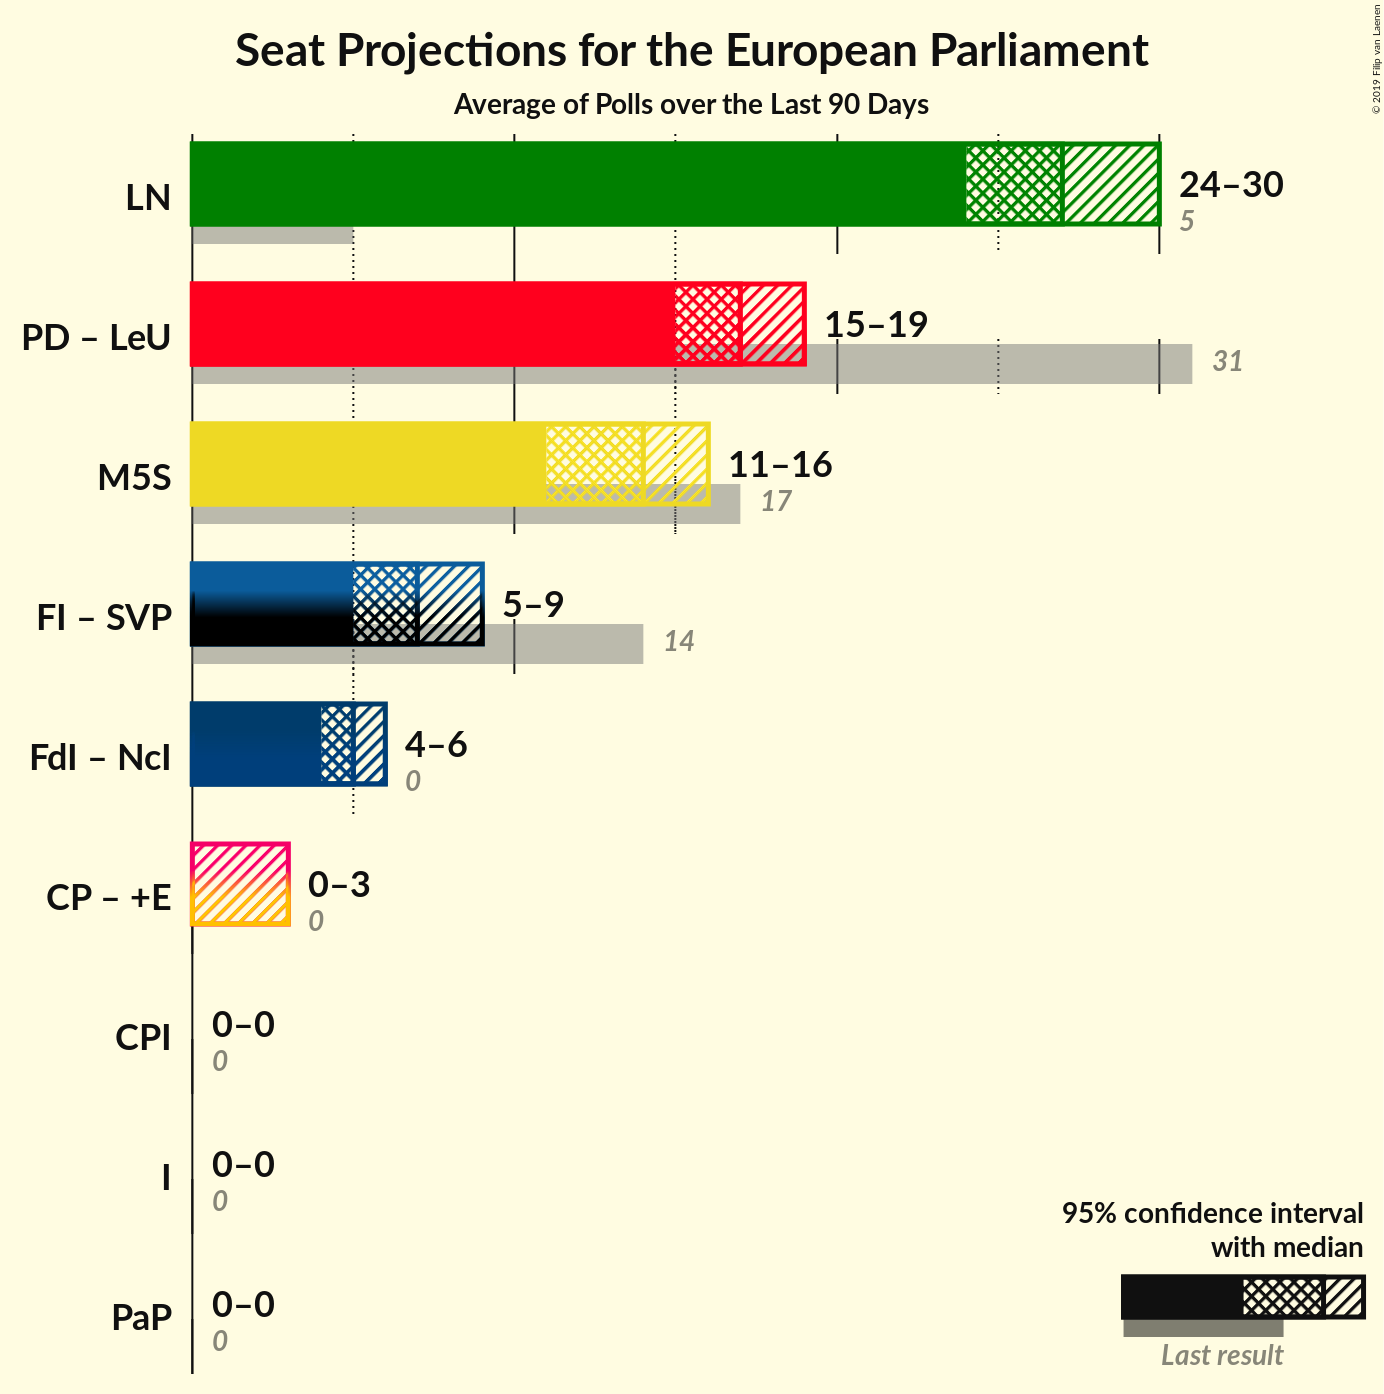 © 2019 Filip van Laenen
Seat Projections for the European Parliament
Average of Polls over the Last 90 Days
LN
24–30
5
PD – LeU
15–19
31
M5S
11–16
17
FI – SVP
5–9
14
FdI – NcI
4–6
0
CP – +E
0–3
0
CPI
0–0
0
I
0–0
0
PaP
0–0
0
95% confidence interval
with median
Last result